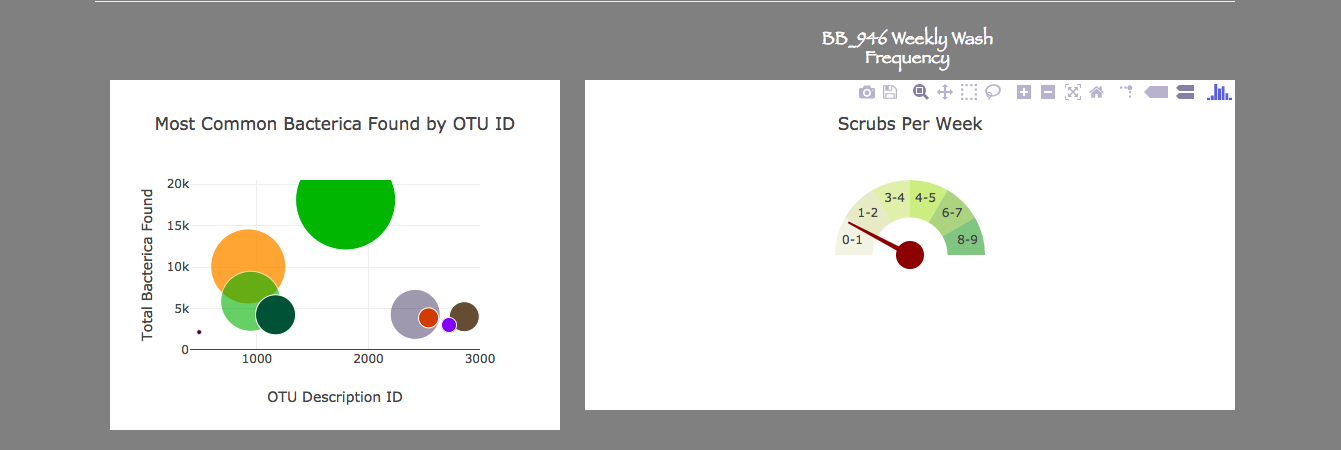 BB_946 Weekly Wash
Frequency
Most Common Bacterica Found by OTU ID
Total Bacterica Found
20k
15k
10k
5k
0
1000
2000
3000
OTU Description ID
Scrubs Per Week
0-1
1-2
3-4
4-5
6-7
8-9